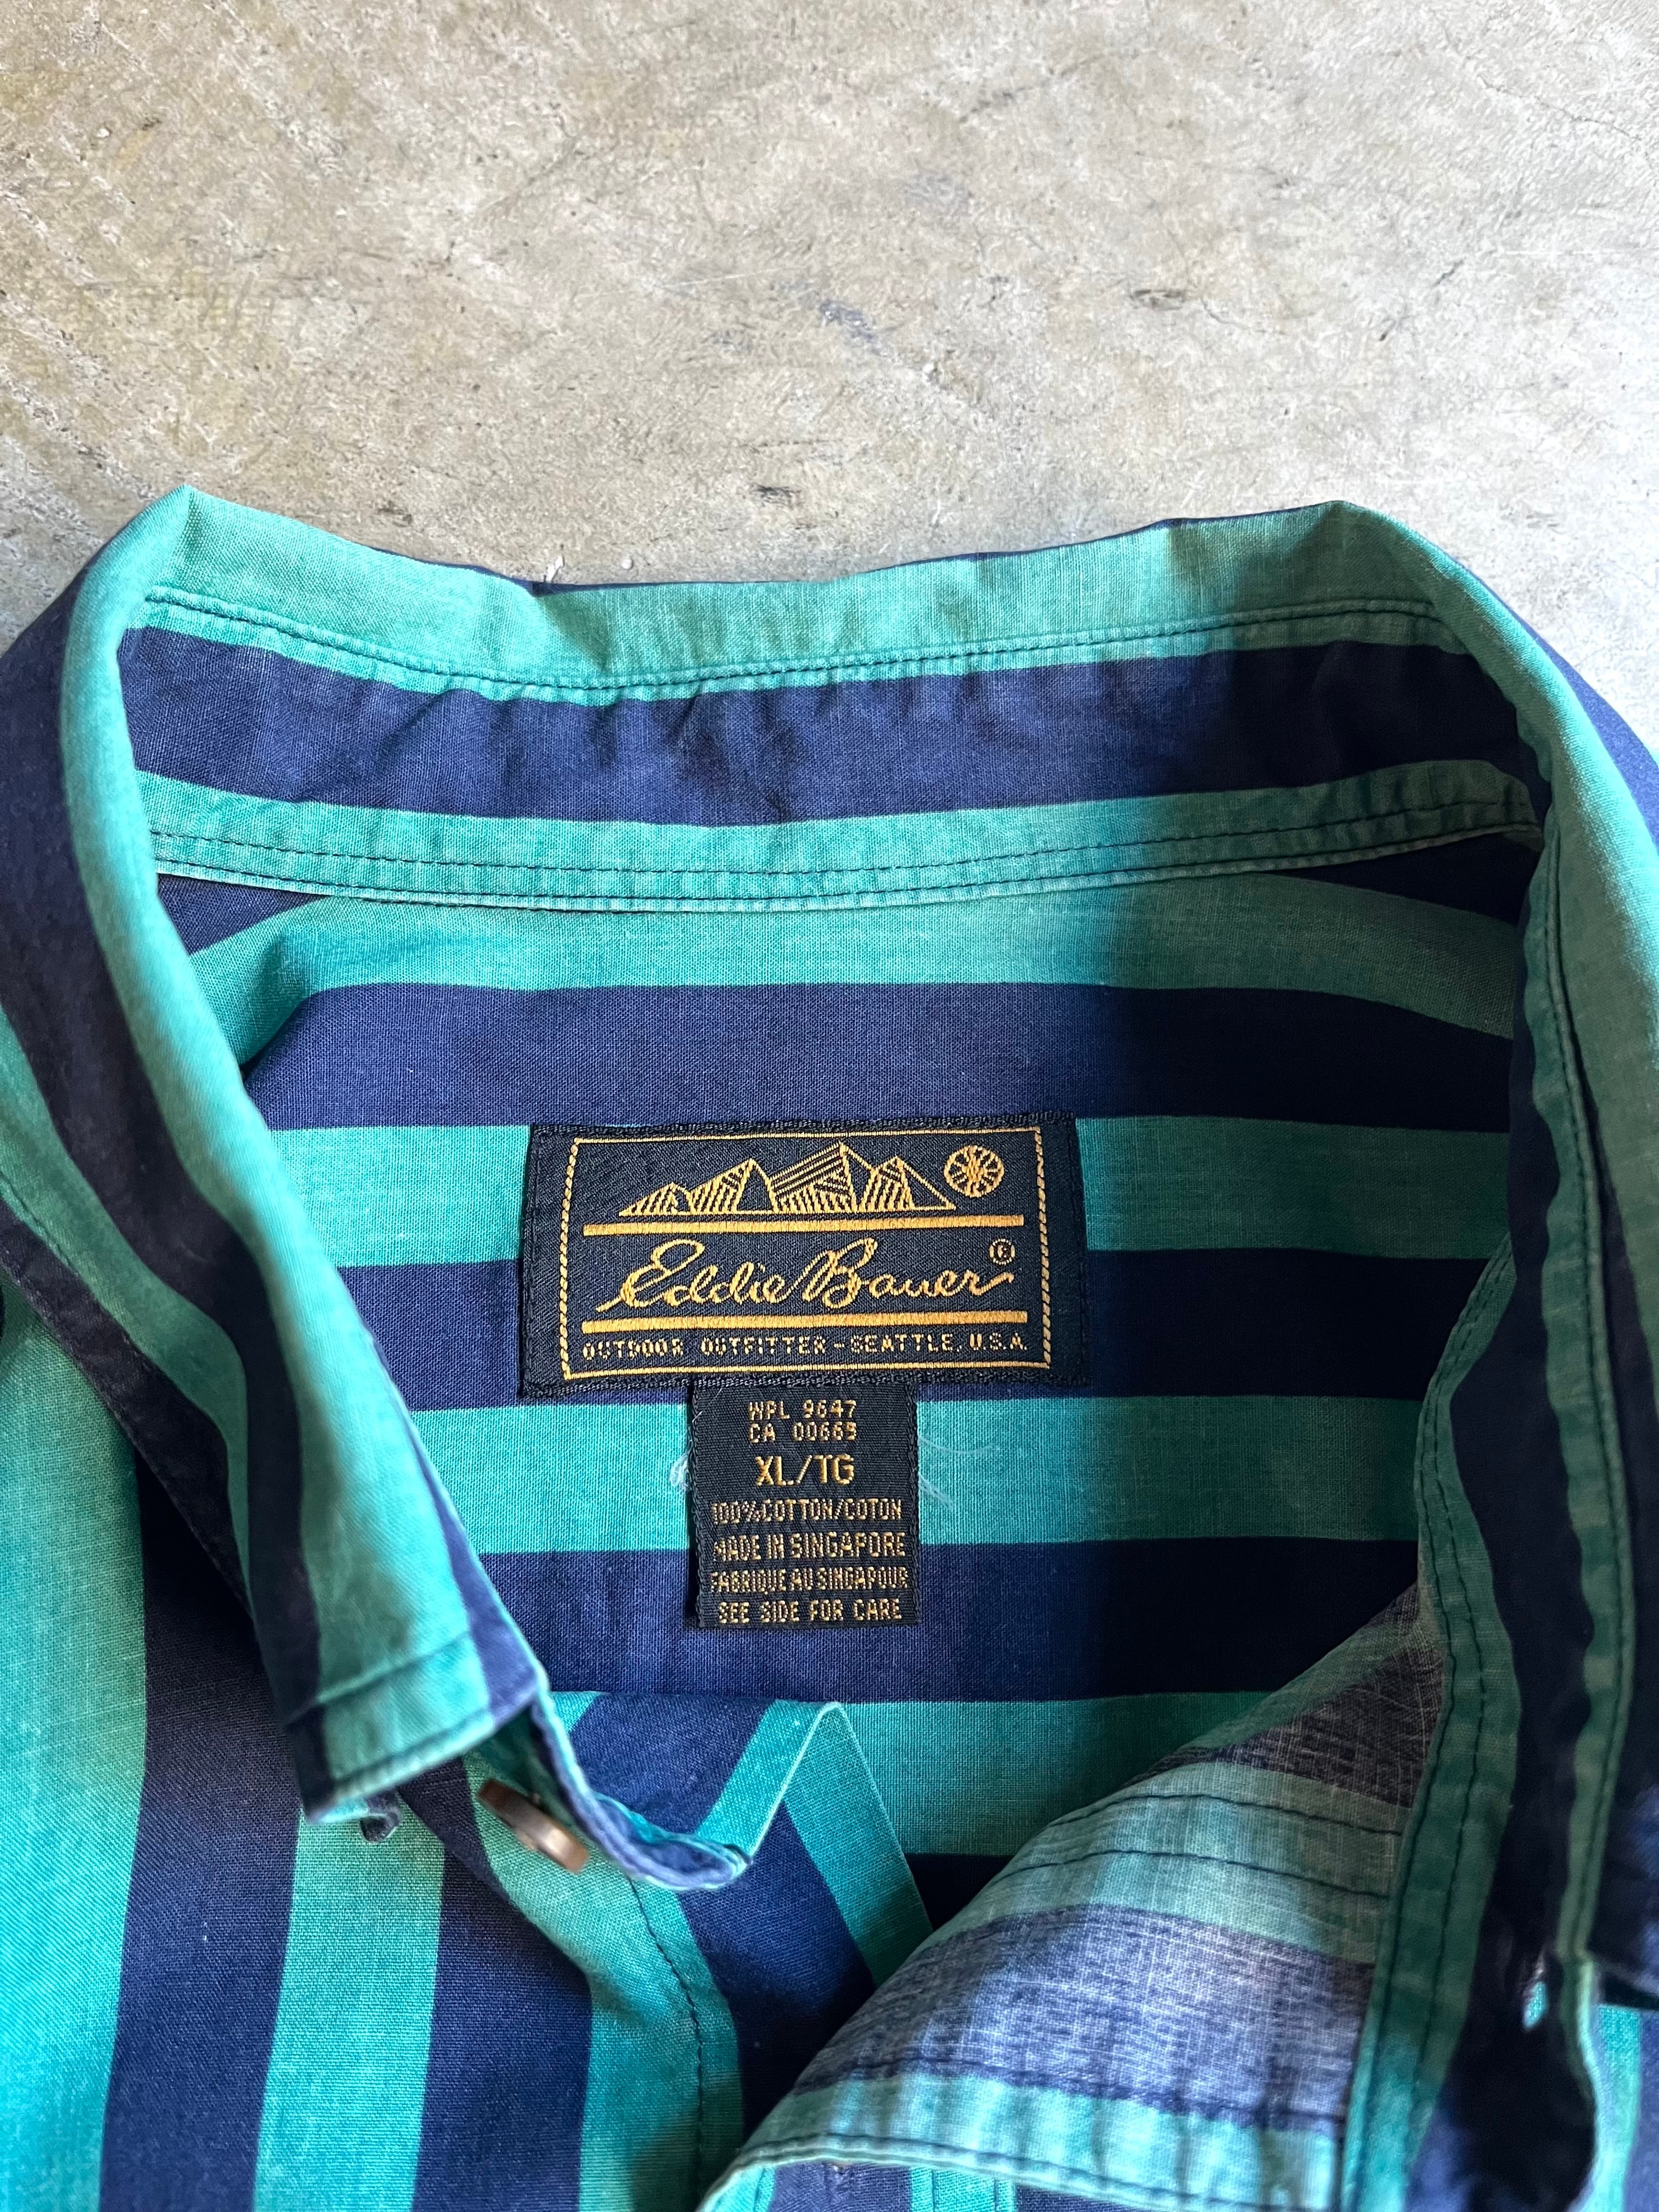 Eddie Bauer®
OUTDOOR OUTFITTER-SEATTLE, U.S.A.
WPL 9647
CA 00669
XL/TG
100%COTTON/COTON
MADE IN SINGAPORE
FABRIQUE AU SINGAPOUR
SEE SIDE FOR CARE